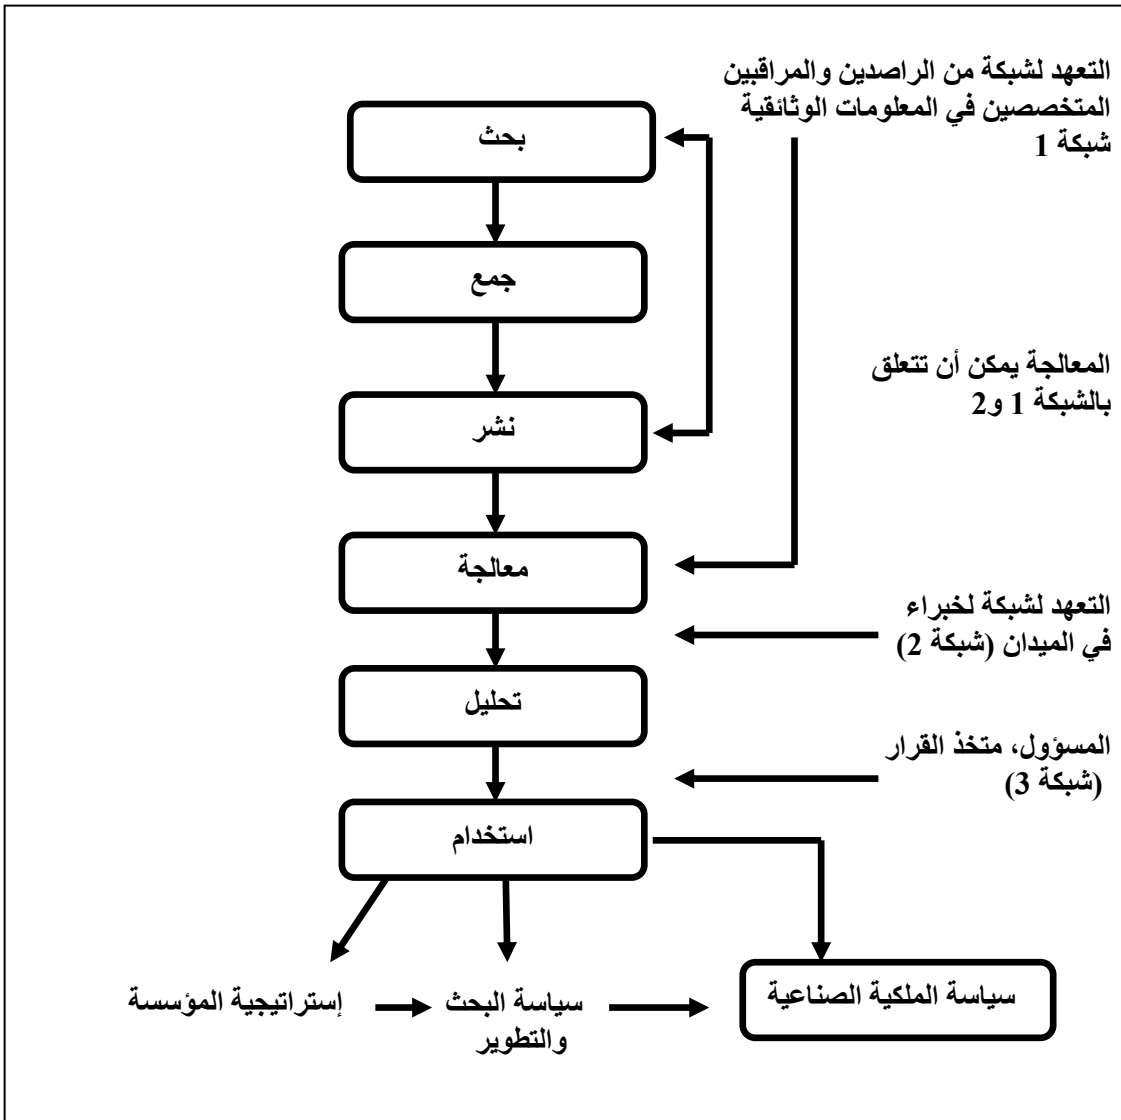 التعهد لشبكة من الراصدين والمراقبين
المتخصصين في المعلومات الوثائقية
شبكة 1
بحث
جمع
المعالجة يمكن أن تتعلق
بالشبكة 1 و2
نشر
معالجة
التعهد لشبكة لخبراء
في الميدان (شبكة 2)
تحليل
المسؤول، متخذ القرار
(شبكة 3)
استخدام
سياسة الملكية الصناعية
سياسة البحث
والتطوير
إستراتيجية المؤسسة